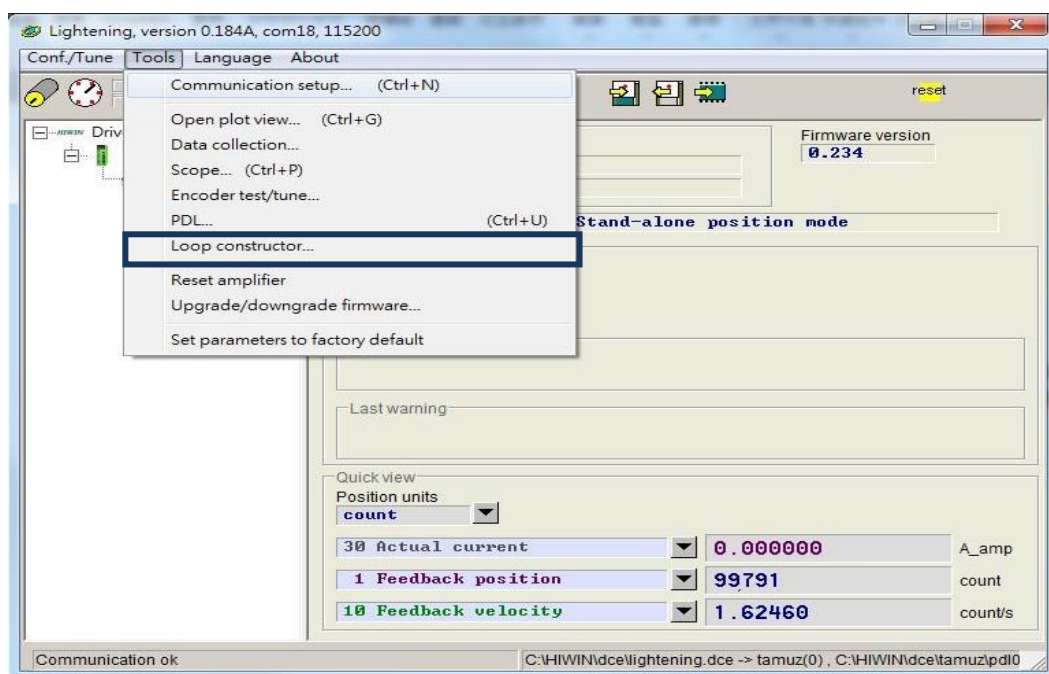 Lightening, version 0.184A, com18, 115200
Conf./Tune Tools Language About
Communication setup... (Ctrl+N)
Open plot view... (Ctrl+G)
Data collection...
Scope... (Ctrl+P)
Encoder test/tune...
PDL... (Ctrl+U)
Loop constructor...
Reset amplifier
Upgrade/downgrade firmware...
Set parameters to factory default
reset
HIWIN Driv
Firmware version
0.234
Stand-alone position mode
Last warning
Quick view
Position units
count
30 Actual current 0.000000 A_amp
1 Feedback position 99791 count
10 Feedback velocity 1.62460 count/s
Communication ok C:\HIWIN\dce\lightening.dce -> tamuz(0) , C:\HIWIN\dce\tamuz\pdl0